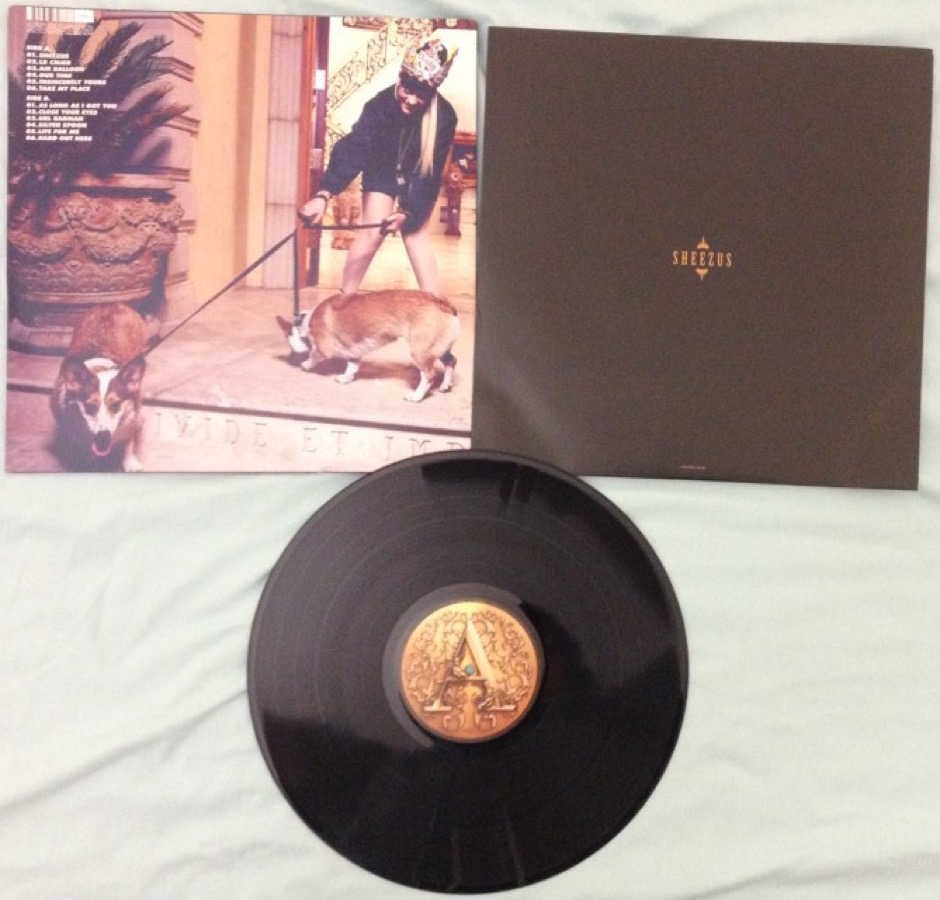 SIDE A.
01. SHEEZUS
02. L8 CMMR
03. AIR BALLOON
04. OUR TIME
05. INSINCERELY YOURS
06. TAKE MY PLACE
SIDE B.
01. AS LONG AS I GOT YOU
02. CLOSE YOUR EYES
03. URL BADMAN
04. SILVER SPOON
05. LIFE FOR ME
06. HARD OUT HERE
IVIDE ET IMP
SHEEZUS
A